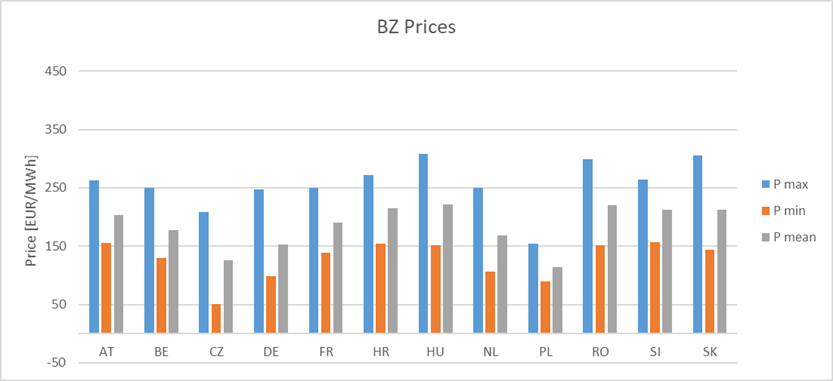 BZ Prices
Price [EUR/MWh]
450
350
250
150
50
-50
AT BE CZ DE FR HR HU NL PL RO SI SK
P max
P min
P mean